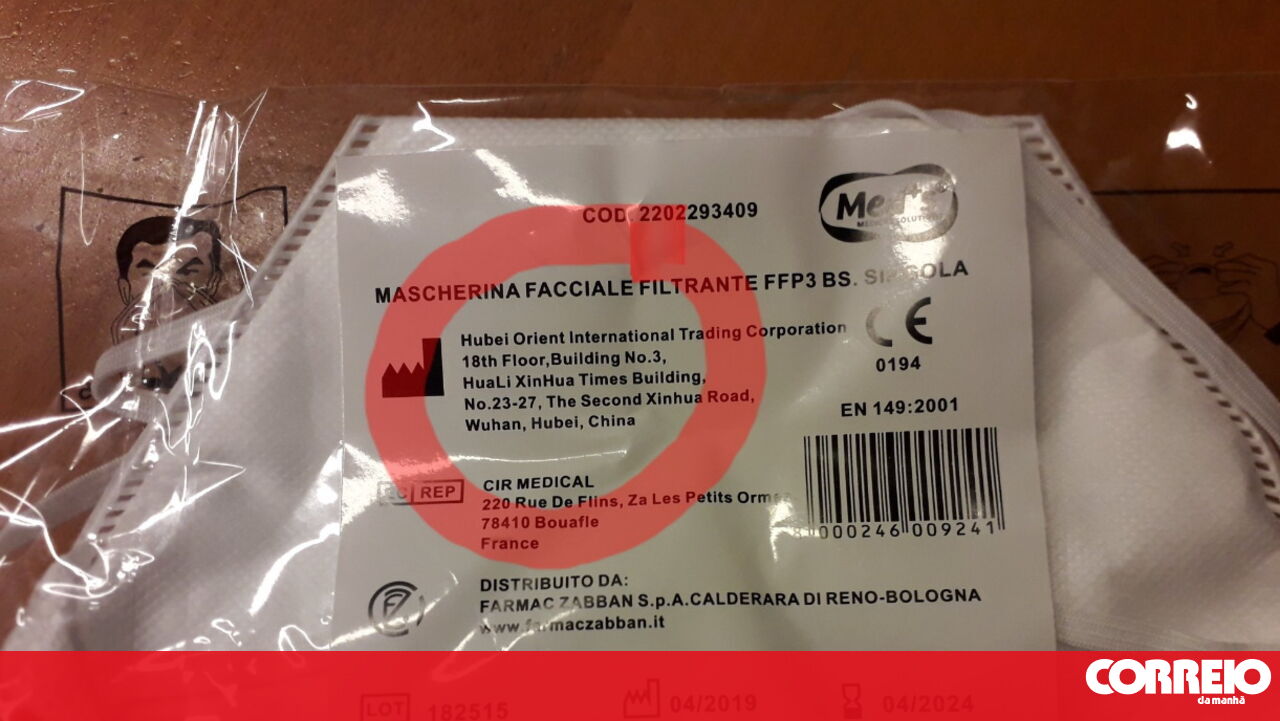 COD. 2202293409
Med's
MASCHERINA FACCIALE FILTRANTE FFP3 BS. SINGOLA
Hubei Orient International Trading Corporation
18th Floor,Building No.3,
HuaLi XinHua Times Building,
No.23-27, The Second Xinhua Road,
Wuhan, Hubei, China
CE
0194
EN 149:2001
EC REP
CIR MEDICAL
220 Rue De Flins, Za Les Petits
78410 Bouafle
France
8 000246 009241
DISTRIBUITO DA:
FARMAC ZABBAN S.p.A.CALDERARA DI RENO-BOLOGNA
www.farmaczabban.it
LOT 182515
04/2019
04/2024
CORREIO
da manhã